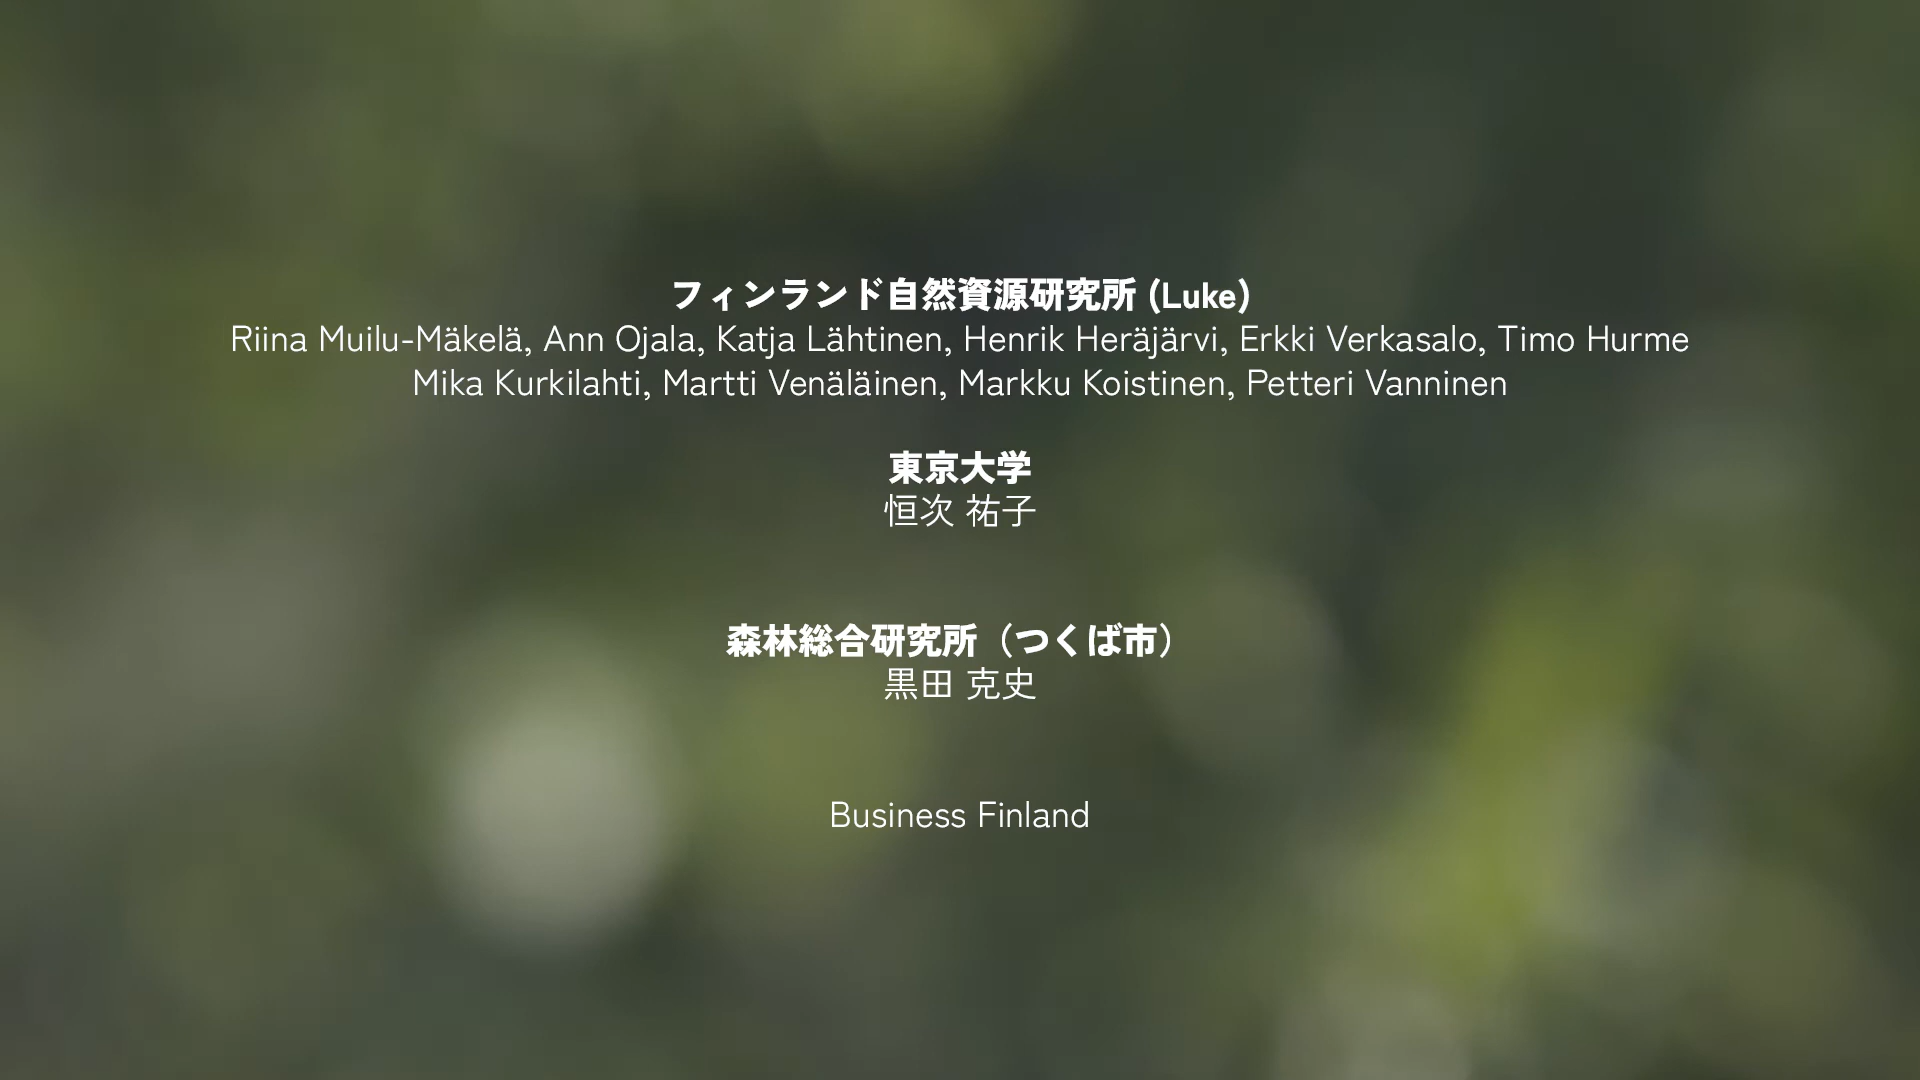 フィンランド自然資源研究所 (Luke)
Riina Muilu-Mäkelä, Ann Ojala, Katja Lähtinen, Henrik Heräjärvi, Erkki Verkasalo, Timo Hurme
Mika Kurkilahti, Martti Venäläinen, Markku Koistinen, Petteri Vanninen
東京大学
恒次 祐子
森林総合研究所（つくば市）
黒田 克史
Business Finland